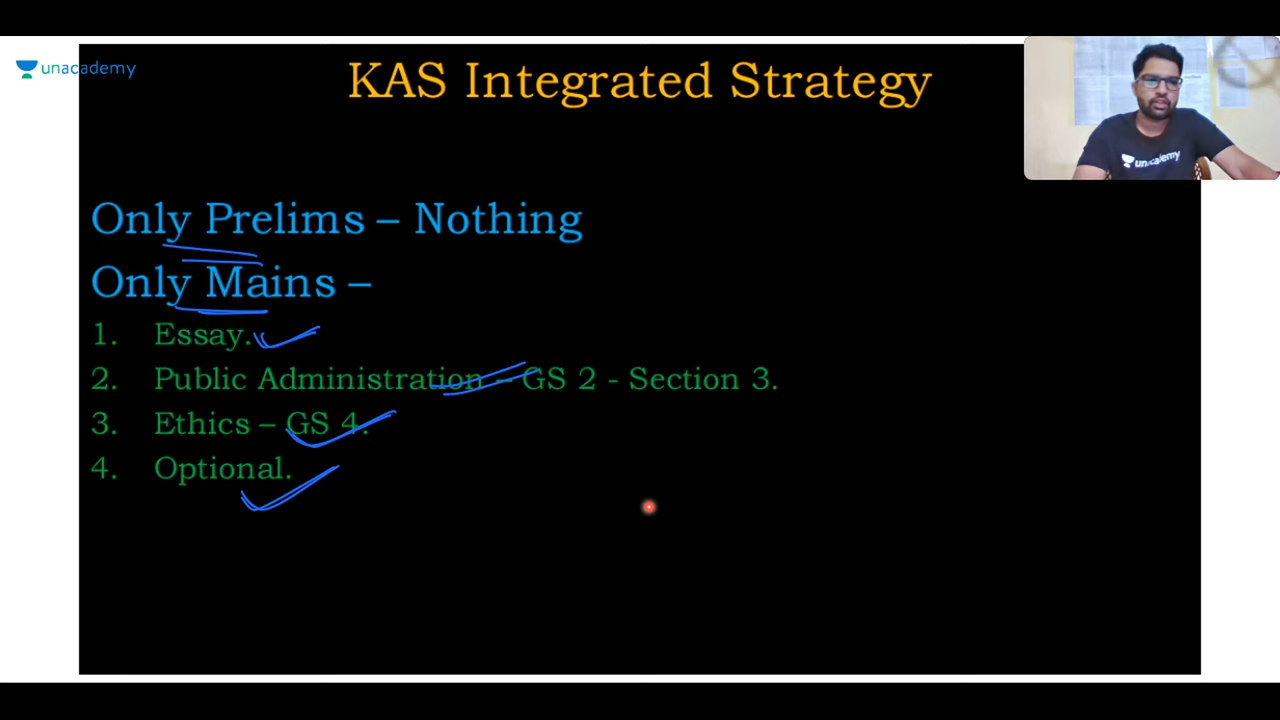 unacademy
KAS Integrated Strategy
unacademy
Only Prelims – Nothing
Only Mains –
1. Essay.
2. Public Administration – GS 2 - Section 3.
3. Ethics – GS 4.
4. Optional.